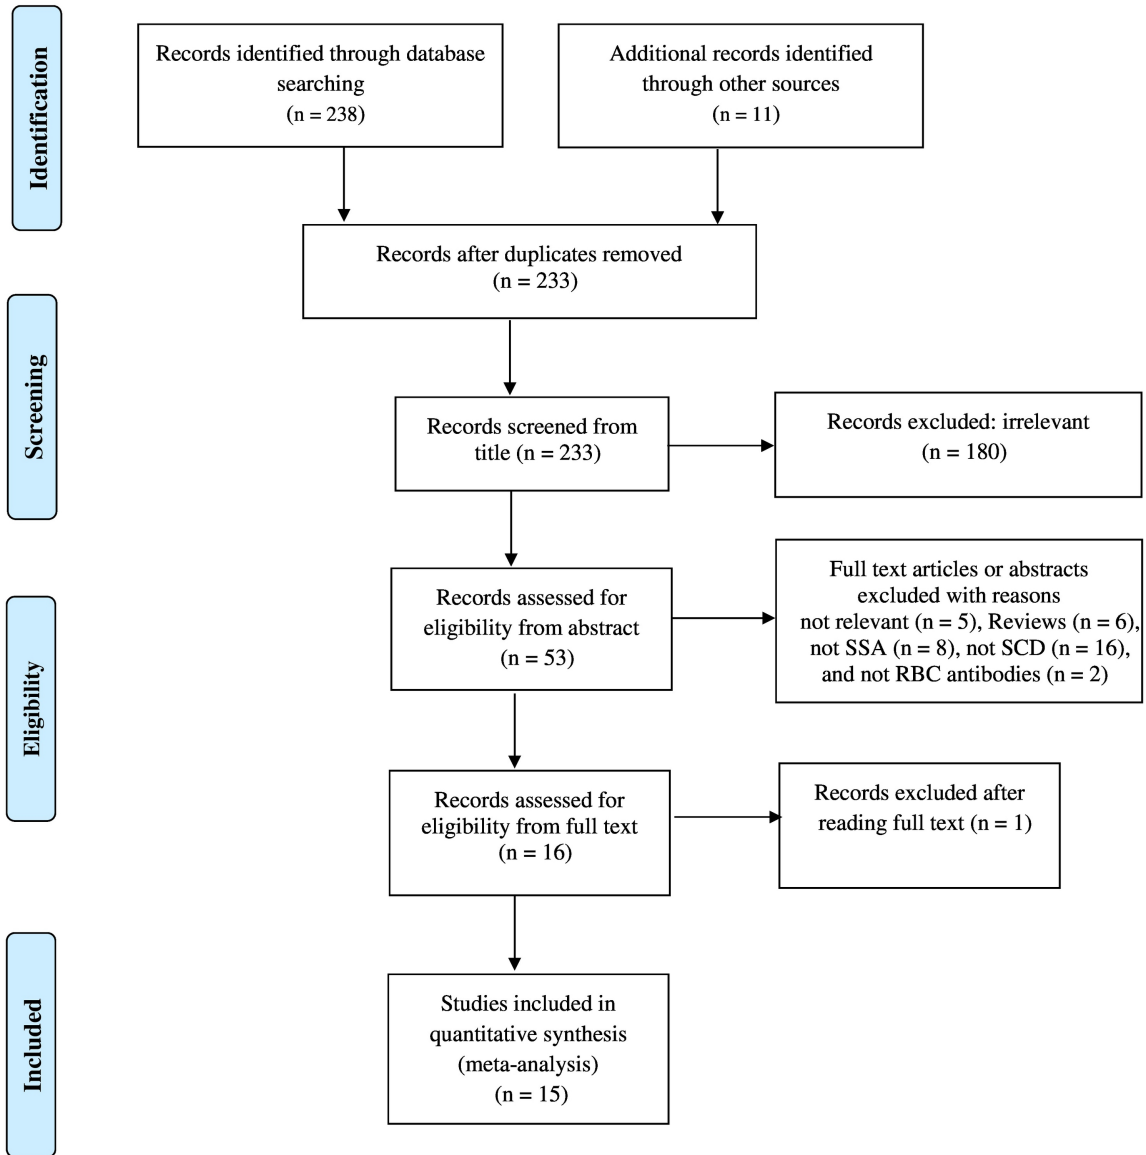 Identification
Records identified through database
searching
(n = 238)
Additional records identified
through other sources
(n = 11)
Records after duplicates removed
(n = 233)
Screening
Records screened from
title (n = 233)
Records excluded: irrelevant
(n = 180)
Eligibility
Records assessed for
eligibility from abstract
(n = 53)
Full text articles or abstracts
excluded with reasons
not relevant (n = 5), Reviews (n = 6),
not SSA (n = 8), not SCD (n = 16),
and not RBC antibodies (n = 2)
Records assessed for
eligibility from full text
(n = 16)
Records excluded after
reading full text (n = 1)
Included
Studies included in
quantitative synthesis
(meta-analysis)
(n = 15)